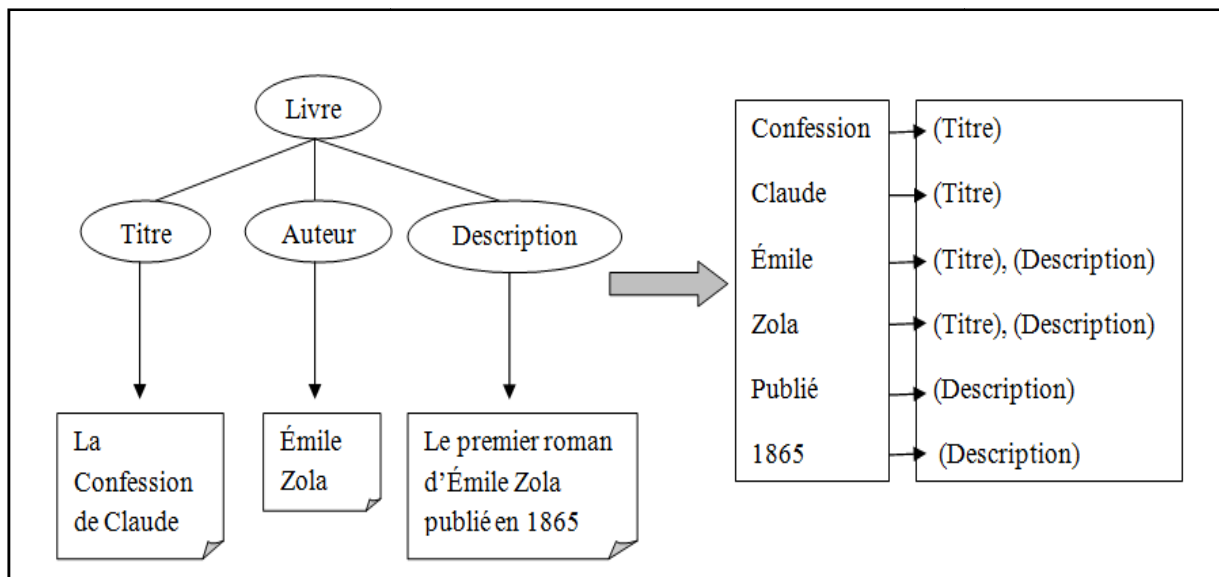 Livre
Titre
Auteur
Description
La
Confession
de Claude
Émile
Zola
Le premier roman
d’Émile Zola
publié en 1865
Confession (Titre)
Claude (Titre)
Émile (Titre), (Description)
Zola (Titre), (Description)
Publié (Description)
1865 (Description)